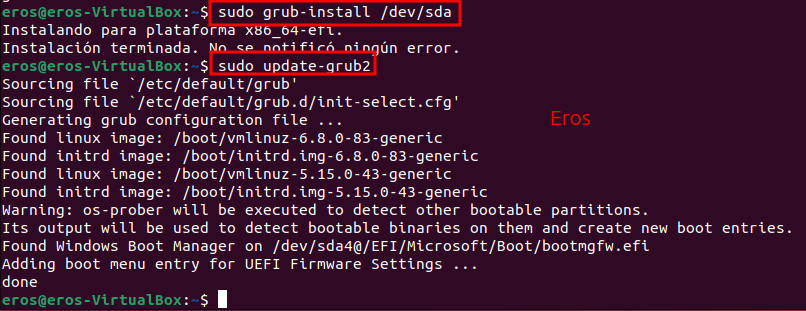 eros@eros-VirtualBox:~$ sudo grub-install /dev/sda
Instalando para plataforma x86_64-efi.
Instalación terminada. No se notificó ningún error.
eros@eros-VirtualBox:~$ sudo update-grub2
Sourcing file `/etc/default/grub'
Sourcing file `/etc/default/grub.d/init-select.cfg'
Generating grub configuration file ...
Eros
Found linux image: /boot/vmlinuz-6.8.0-83-generic
Found initrd image: /boot/initrd.img-6.8.0-83-generic
Found linux image: /boot/vmlinuz-5.15.0-43-generic
Found initrd image: /boot/initrd.img-5.15.0-43-generic
Warning: os-prober will be executed to detect other bootable partitions.
Its output will be used to detect bootable binaries on them and create new boot entries.
Found Windows Boot Manager on /dev/sda4@/EFI/Microsoft/Boot/bootmgfw.efi
Adding boot menu entry for UEFI Firmware Settings ...
done
eros@eros-VirtualBox:~$